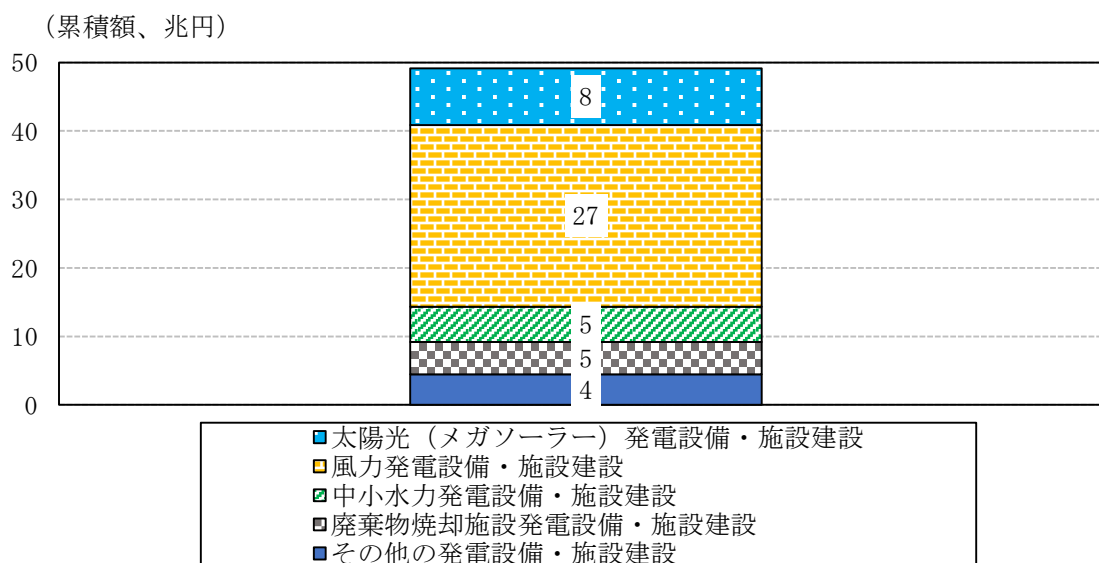 （累積額、兆円）
50
40
30
20
10
0
8
27
5
5
4
太陽光（メガソーラー）発電設備・施設建設
風力発電設備・施設建設
中小水力発電設備・施設建設
廃棄物焼却施設発電設備・施設建設
その他の発電設備・施設建設